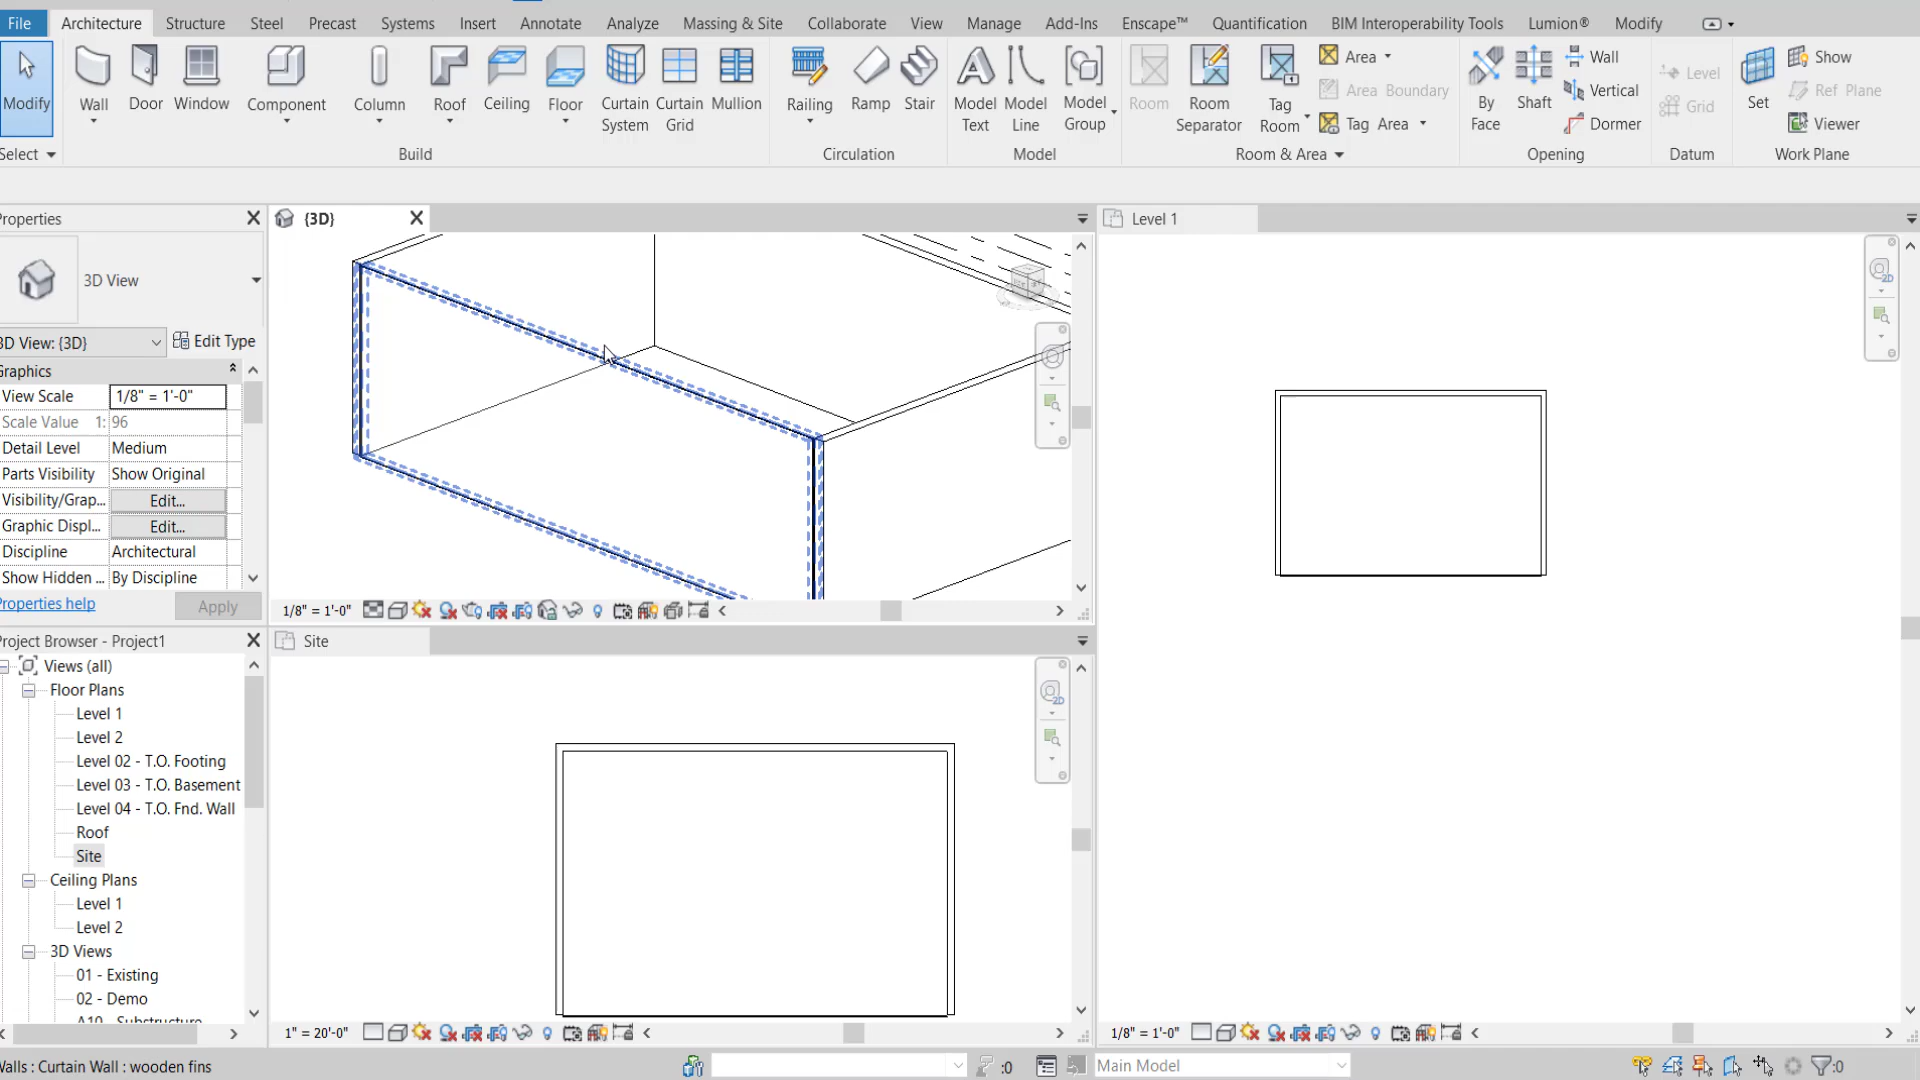 File Architecture Structure Steel Precast Systems Insert Annotate Analyze Massing & Site Collaborate View Manage Add-Ins Enscape™ Quantification BIM Interoperability Tools Lumion® Modify
Modify
Wall
Door
Window
Component
Column
Roof
Ceiling
Floor
Curtain System
Curtain Grid
Mullion
Railing
Ramp
Stair
Model Text
Model Line
Model Group
Room
Room Separator
Tag Room
Area
Area Boundary
Tag Area
By Face
Shaft
Wall
Vertical
Dormer
Level
Grid
Set
Show
Ref Plane
Viewer
Select
Build
Circulation
Model
Room & Area
Opening
Datum
Work Plane
roperties
3D View
3D View: {3D}
Edit Type
Graphics
View Scale 1/8" = 1'-0"
Scale Value 1: 96
Detail Level Medium
Parts Visibility Show Original
Visibility/Grap... Edit...
Graphic Displ... Edit...
Discipline Architectural
Show Hidden ... By Discipline
roperties help
Apply
roject Browser - Project1
Views (all)
Floor Plans
Level 1
Level 2
Level 02 - T.O. Footing
Level 03 - T.O. Basement
Level 04 - T.O. Fnd. Wall
Roof
Site
Ceiling Plans
Level 1
Level 2
3D Views
01 - Existing
02 - Demo
A10 - Substructure
{3D}
1/8" = 1'-0"
Site
2D
1" = 20'-0"
Level 1
2D
1/8" = 1'-0"
Walls : Curtain Wall : wooden fins
:0
Main Model
:0